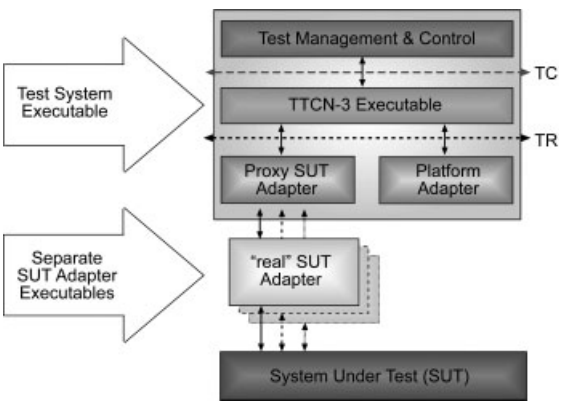 Test Management & Control
TC
Test System
Executable
TTCN-3 Executable
TR
Proxy SUT
Adapter
Platform
Adapter
Separate
SUT Adapter
Executables
“real” SUT
Adapter
System Under Test (SUT)